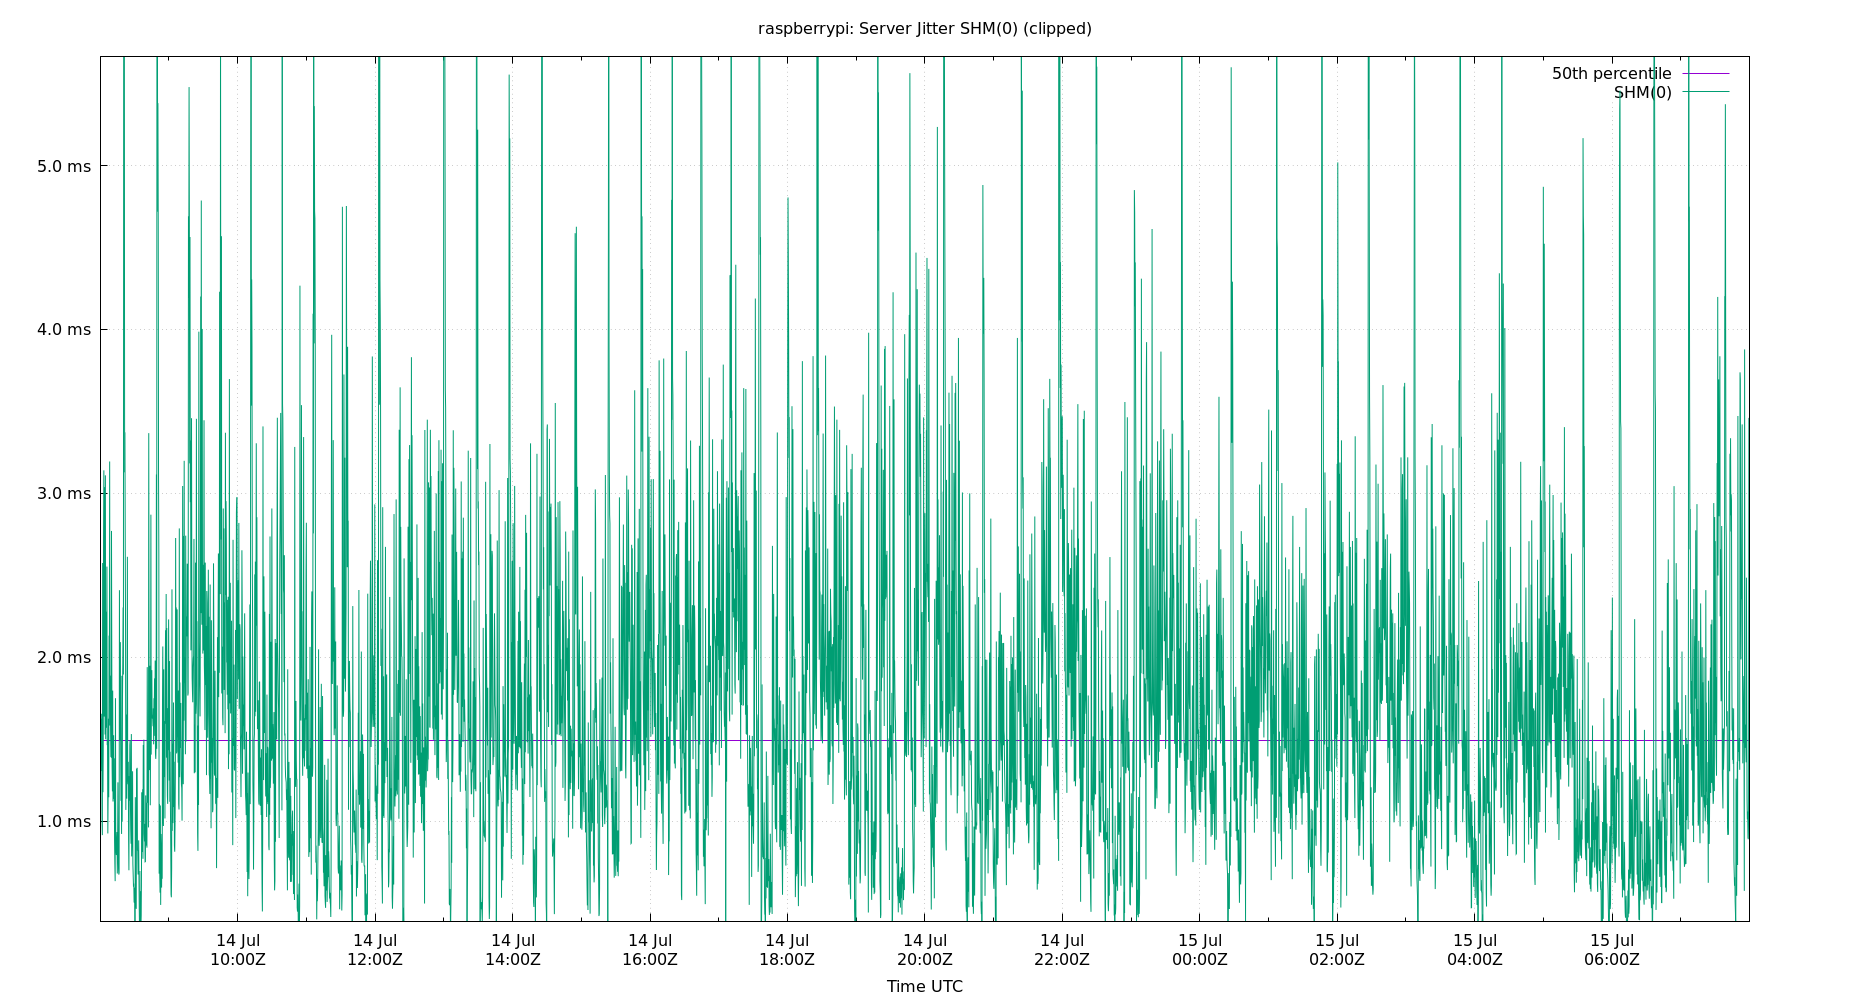 raspberrypi: Server Jitter SHM(0) (clipped)
50th percentile
SHM(0)
5.0 ms
4.0 ms
3.0 ms
2.0 ms
1.0 ms
14 Jul 14 Jul 14 Jul 14 Jul 14 Jul 14 Jul 14 Jul 15 Jul 15 Jul 15 Jul 15 Jul
10:00Z 12:00Z 14:00Z 16:00Z 18:00Z 20:00Z 22:00Z 00:00Z 02:00Z 04:00Z 06:00Z
Time UTC